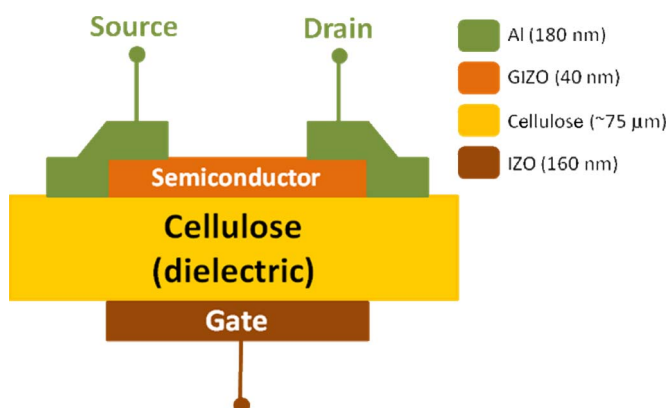 Source
Drain
Al (180 nm)
GIZO (40 nm)
Cellulose (~75 μm)
IZO (160 nm)
Semiconductor
Cellulose
(dielectric)
Gate